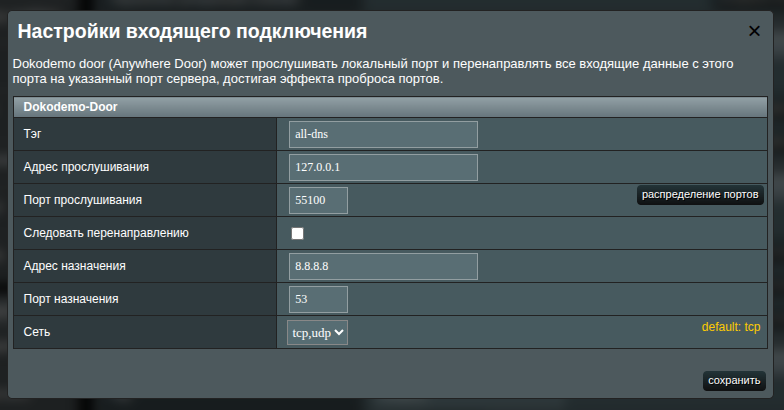 Настройки входящего подключения
Dokodemo door (Anywhere Door) может прослушивать локальный порт и перенаправлять все входящие данные с этого
порта на указанный порт сервера, достигая эффекта проброса портов.
Dokodemo-Door
Тэг all-dns
Адрес прослушивания 127.0.0.1
Порт прослушивания 55100 распределение портов
Следовать перенаправлению
Адрес назначения 8.8.8.8
Порт назначения 53
Сеть tcp,udp default: tcp
сохранить